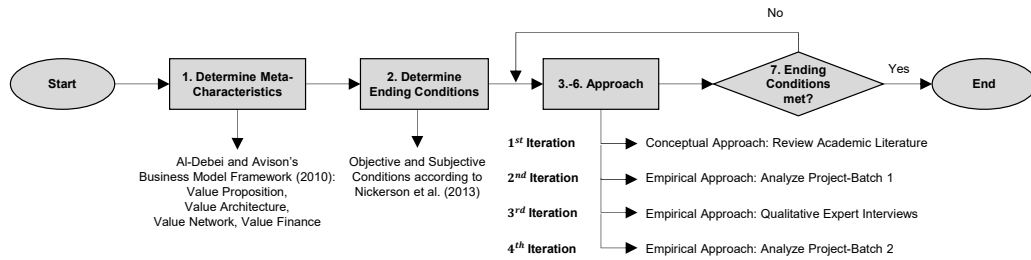 No
Start
1. Determine Meta-
Characteristics
2. Determine
Ending Conditions
3.-6. Approach
7. Ending
Conditions
met?
Yes
End
Al-Debei and Avison's
Business Model Framework (2010):
Value Proposition,
Value Architecture,
Value Network, Value Finance
Objective and Subjective
Conditions according to
Nickerson et al. (2013)
1st Iteration
Conceptual Approach: Review Academic Literature
2nd Iteration
Empirical Approach: Analyze Project-Batch 1
3rd Iteration
Empirical Approach: Qualitative Expert Interviews
4th Iteration
Empirical Approach: Analyze Project-Batch 2